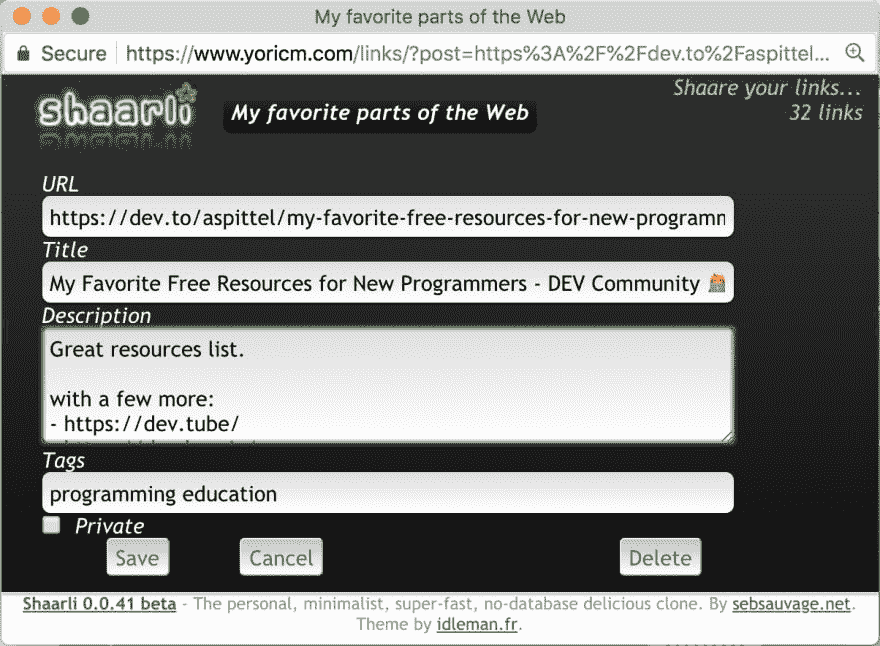 My favorite parts of the Web
Secure https://www.yoricm.com/links/?post=https%3A%2F%2Fdev.to%2Faspittel...
shaarli
My favorite parts of the Web
Shaare your links...
32 links
URL
https://dev.to/aspittel/my-favorite-free-resources-for-new-programm
Title
My Favorite Free Resources for New Programmers - DEV Community
Description
Great resources list.
with a few more:
- https://dev.tube/
Tags
programming education
Private
Save Cancel Delete
Shaarli 0.0.41 beta - The personal, minimalist, super-fast, no-database delicious clone. By sebsauvage.net.
Theme by idleman.fr.